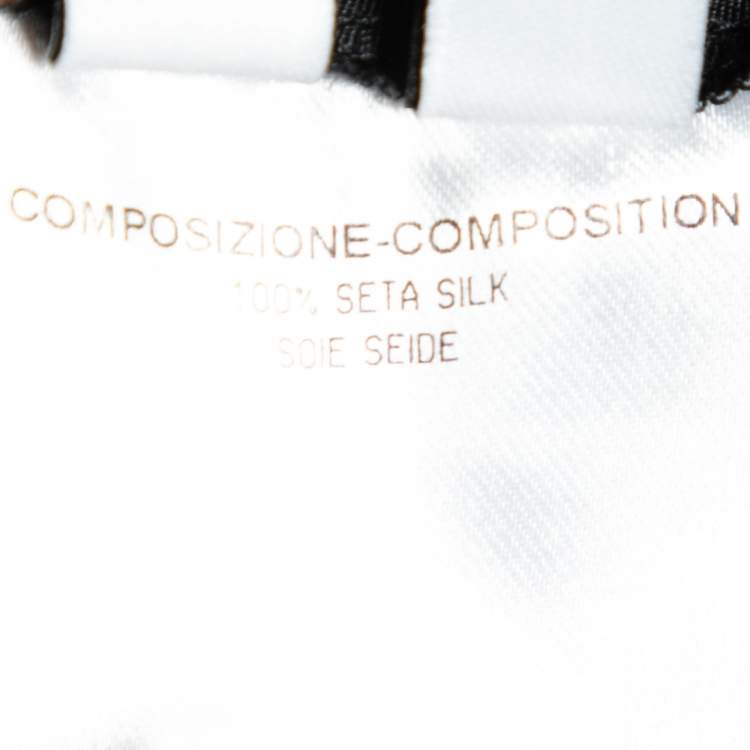 COMPOSIZIONE-COMPOSITION
100% SETA SILK
SOIE SEIDE